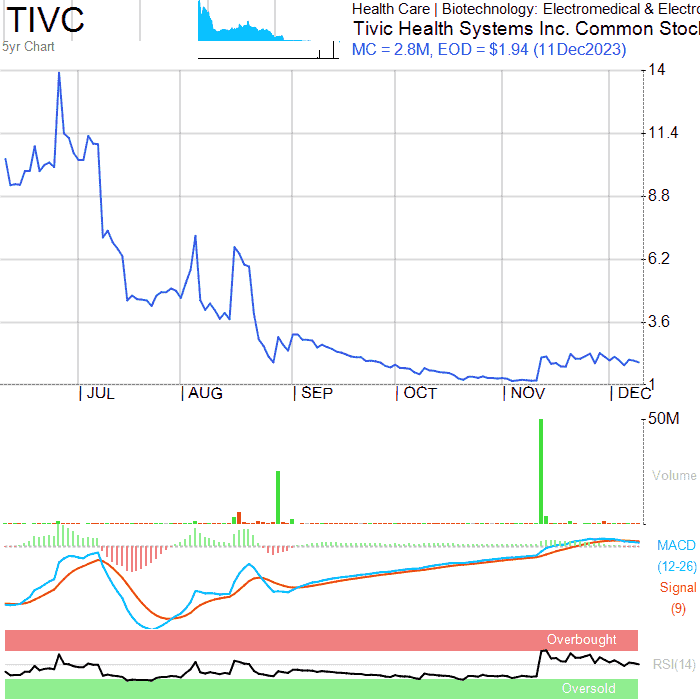 TIVC
5yr Chart
Health Care | Biotechnology: Electromedical & Electro
Tivic Health Systems Inc. Common Stock
MC = 2.8M, EOD = $1.94 (11Dec2023)
14
11.4
8.8
6.2
3.6
1
JUL
AUG
SEP
OCT
NOV
DEC
50M
Volume
MACD
(12-26)
Signal
(9)
Overbought
RSI(14)
Oversold